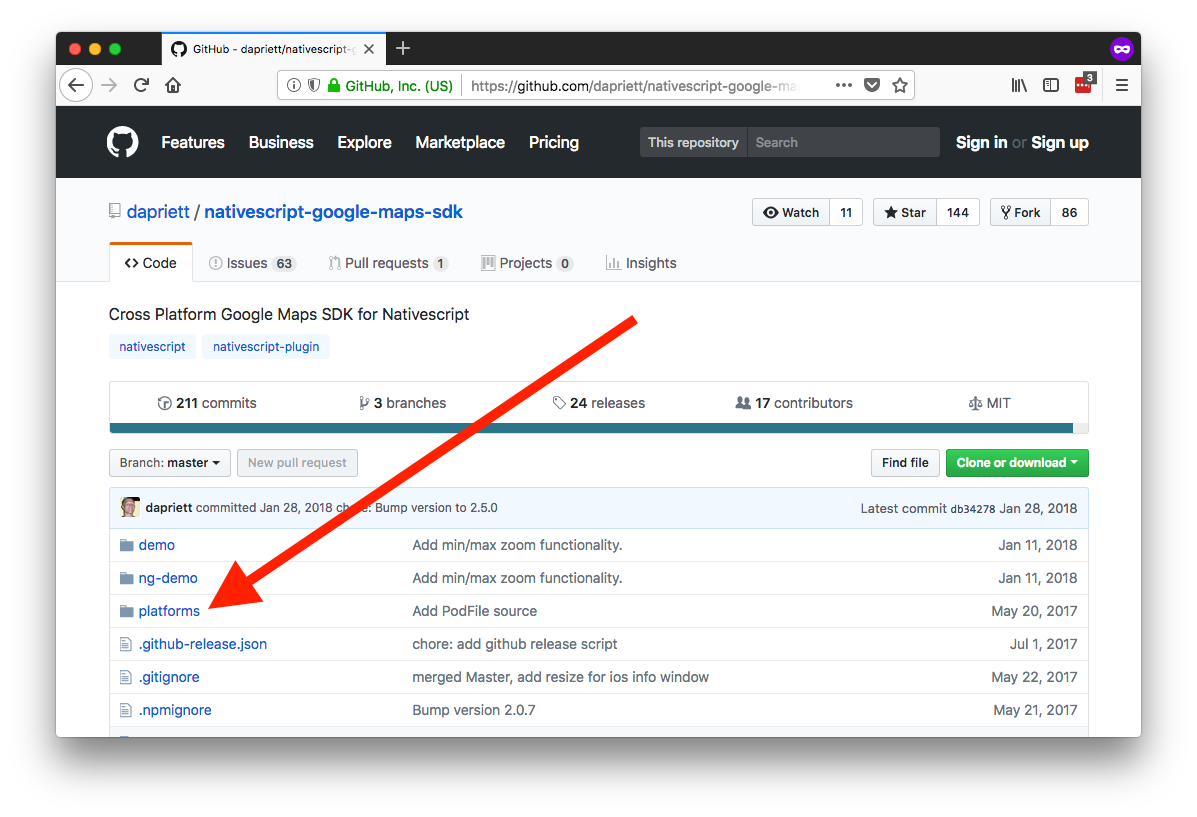 GitHub - dapriett/nativescript-g
GitHub, Inc. (US) https://github.com/dapriett/nativescript-google-ma 3
Features Business Explore Marketplace Pricing This repository Search Sign in or Sign up
dapriett / nativescript-google-maps-sdk Watch 11 Star 144 Fork 86
Code Issues 63 Pull requests 1 Projects 0 Insights
Cross Platform Google Maps SDK for Nativescript
nativescript nativescript-plugin
211 commits 3 branches 24 releases 17 contributors MIT
Branch: master New pull request Find file Clone or download
dapriett committed Jan 28, 2018 : Bump version to 2.5.0 Latest commit db34278 Jan 28, 2018
demo Add min/max zoom functionality. Jan 11, 2018
ng-demo Add min/max zoom functionality. Jan 11, 2018
platforms Add PodFile source May 20, 2017
.github-release.json chore: add github release script Jul 1, 2017
.gitignore merged Master, add resize for ios info window May 22, 2017
.npmignore Bump version 2.0.7 May 21, 2017